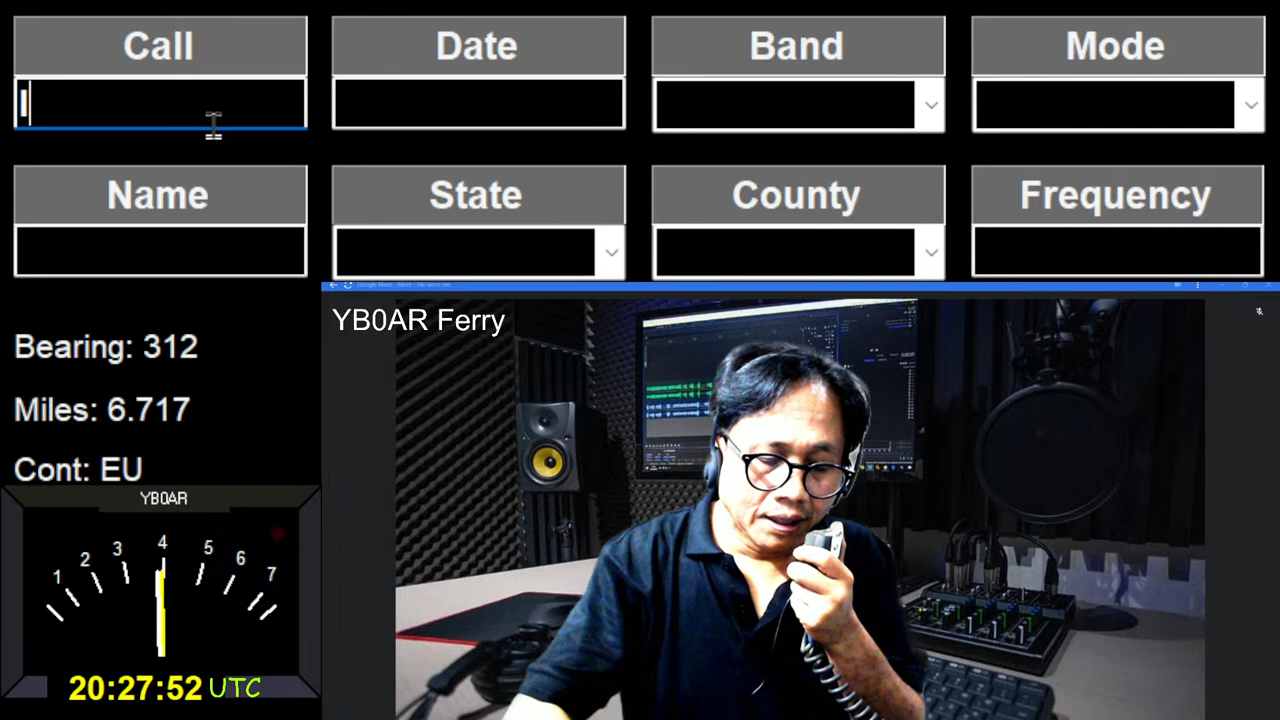 Call
Date
Band
Mode
I
Name
State
County
Frequency
Bearing: 312
Miles: 6.717
Cont: EU
YB0AR Ferry
YB0AR
1 2 3 4 5 6 7
20:27:52 UTC